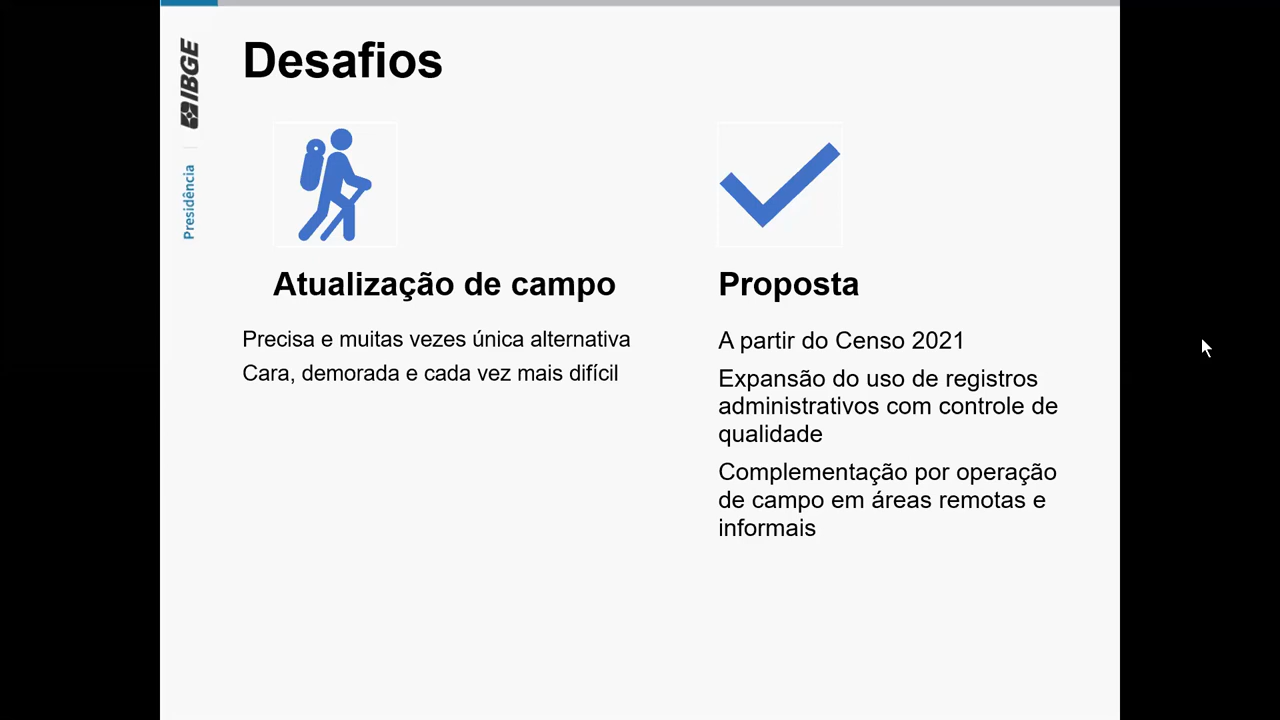 Desafios
IBGE
Presidência
Atualização de campo
Precisa e muitas vezes única alternativa
Cara, demorada e cada vez mais difícil
Proposta
A partir do Censo 2021
Expansão do uso de registros
administrativos com controle de
qualidade
Complementação por operação
de campo em áreas remotas e
informais